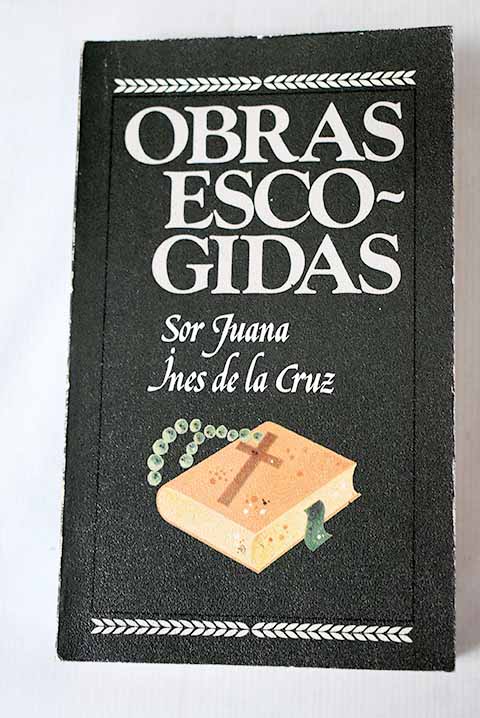 OBRAS
ESCO-
GIDAS
Sor Juana
Ines de la Cruz